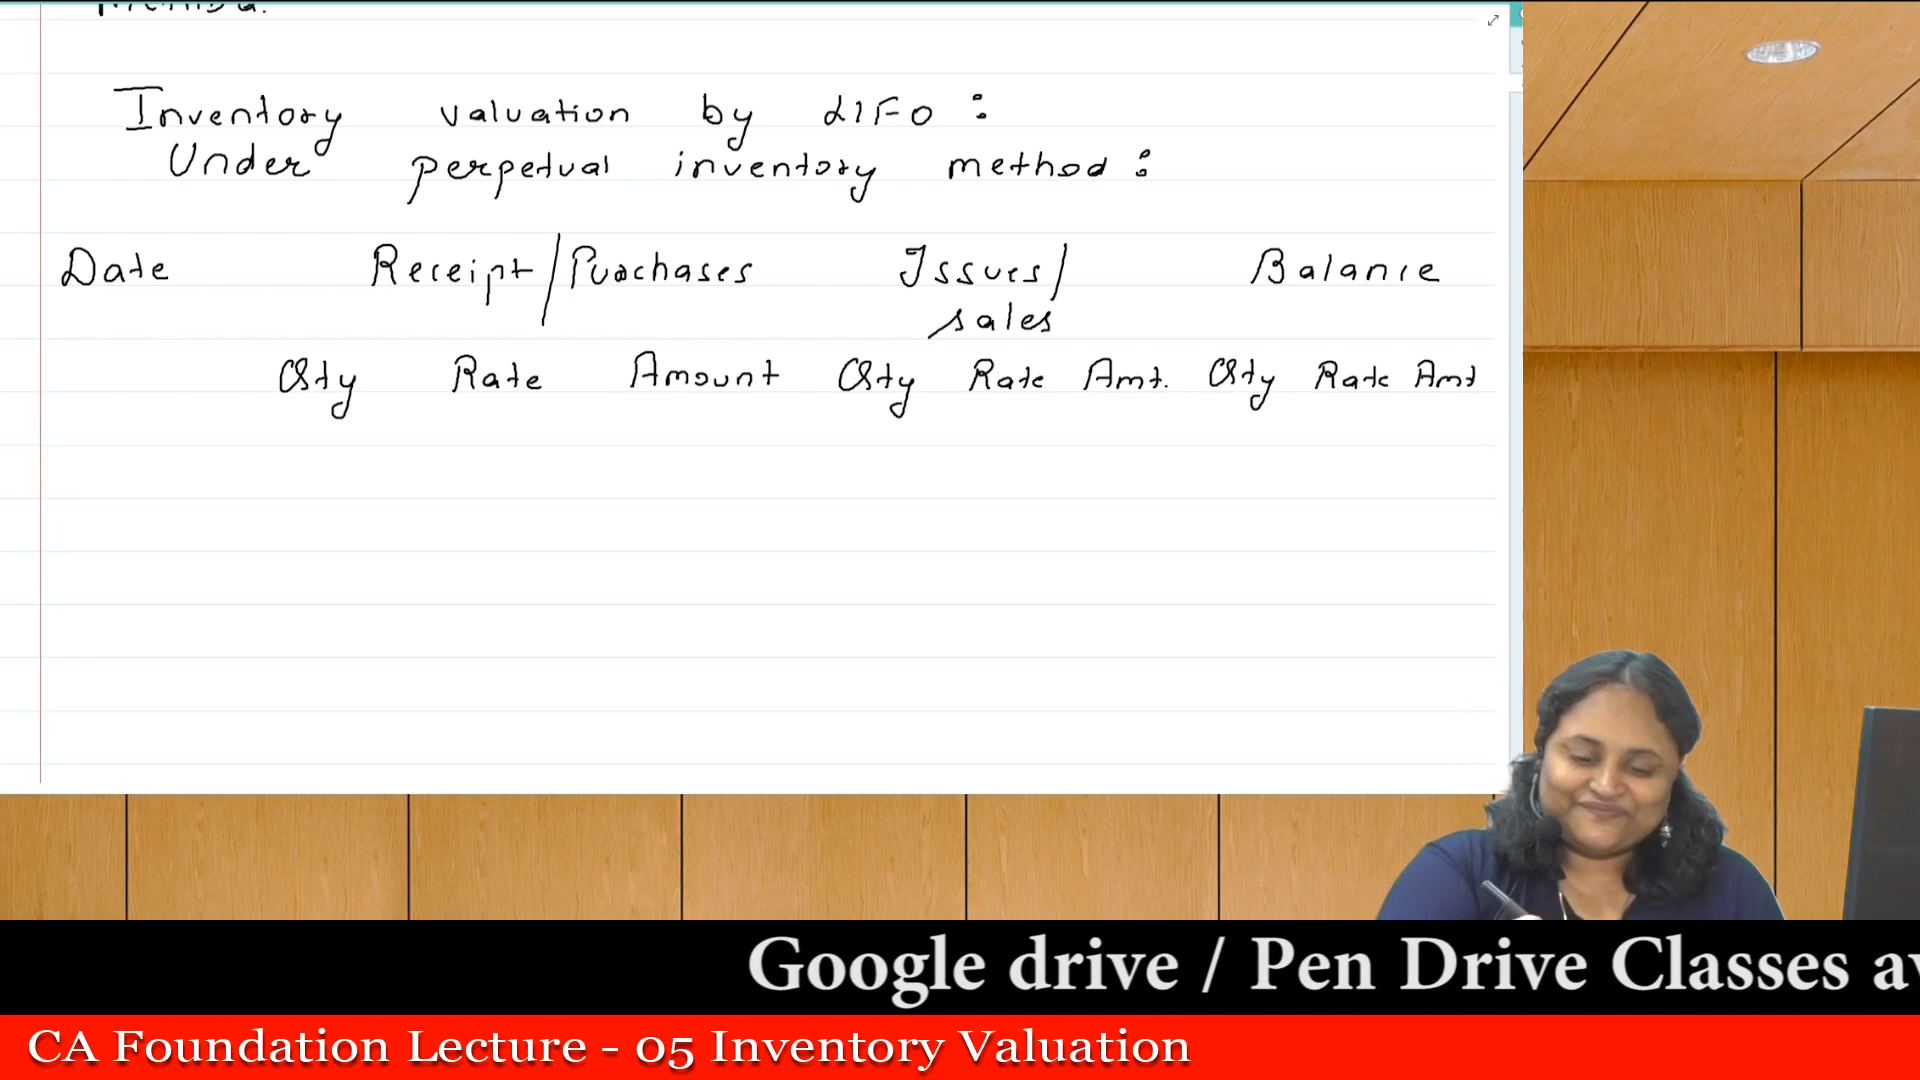 Inventory valuation by LIFO :
Under perpetual inventory method :
Date Receipt/Purchases Issues/ Balance
sales
Qty Rate Amount Qty Rate Amt. Qty Rate Amt
Google drive / Pen Drive Classes av
CA Foundation Lecture - 05 Inventory Valuation